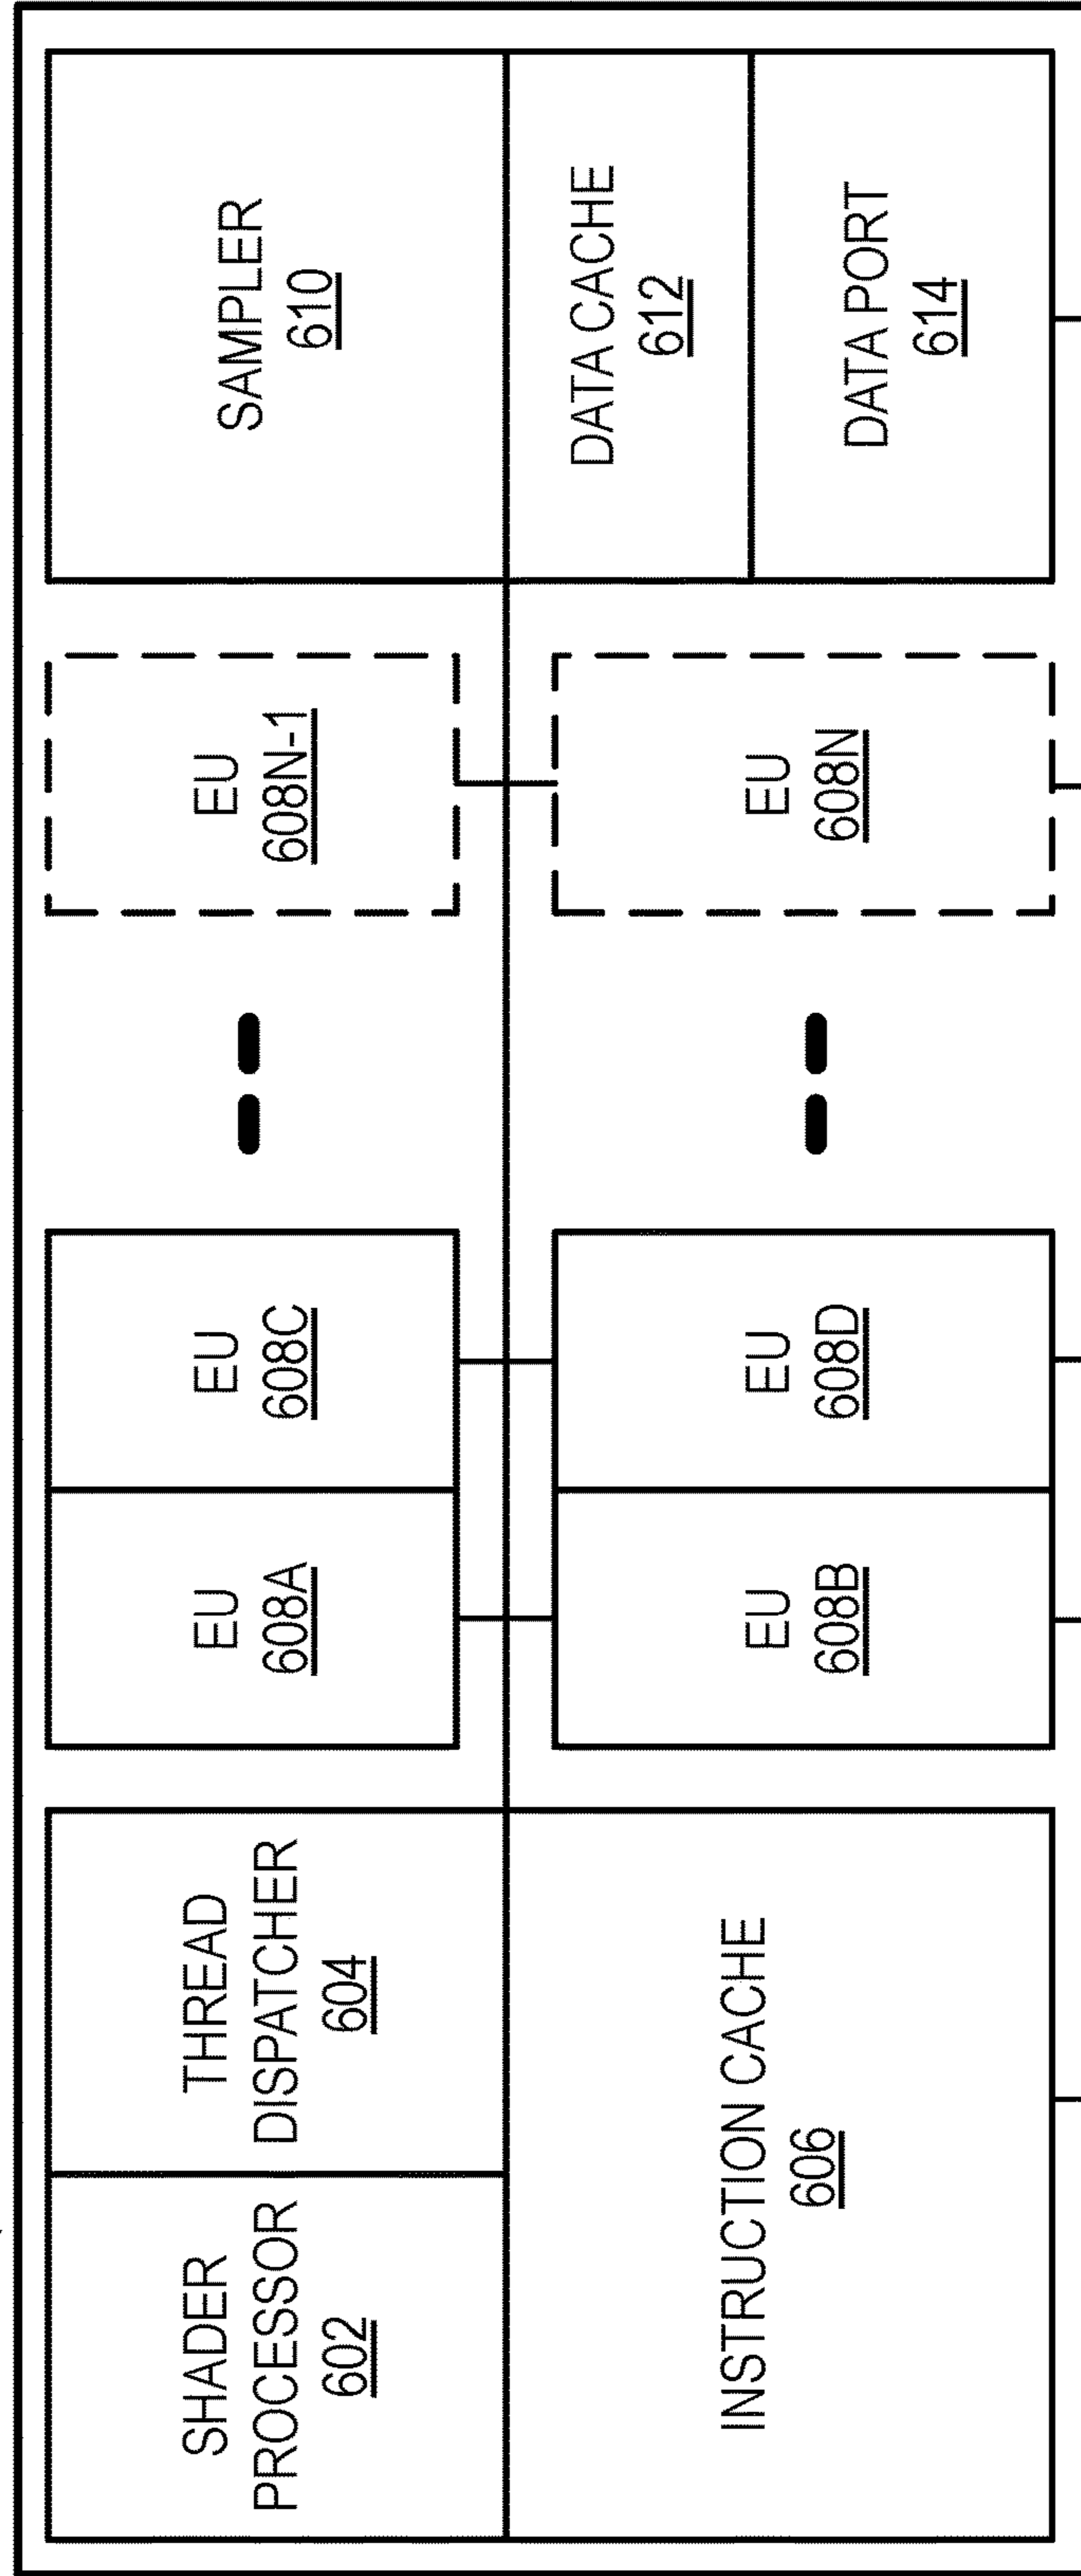 SHADER
PROCESSOR
602
THREAD
DISPATCHER
604
EU
608A
EU
608C
EU
608N-1
SAMPLER
610
INSTRUCTION CACHE
606
EU
608B
EU
608D
EU
608N
DATA CACHE
612
DATA PORT
614